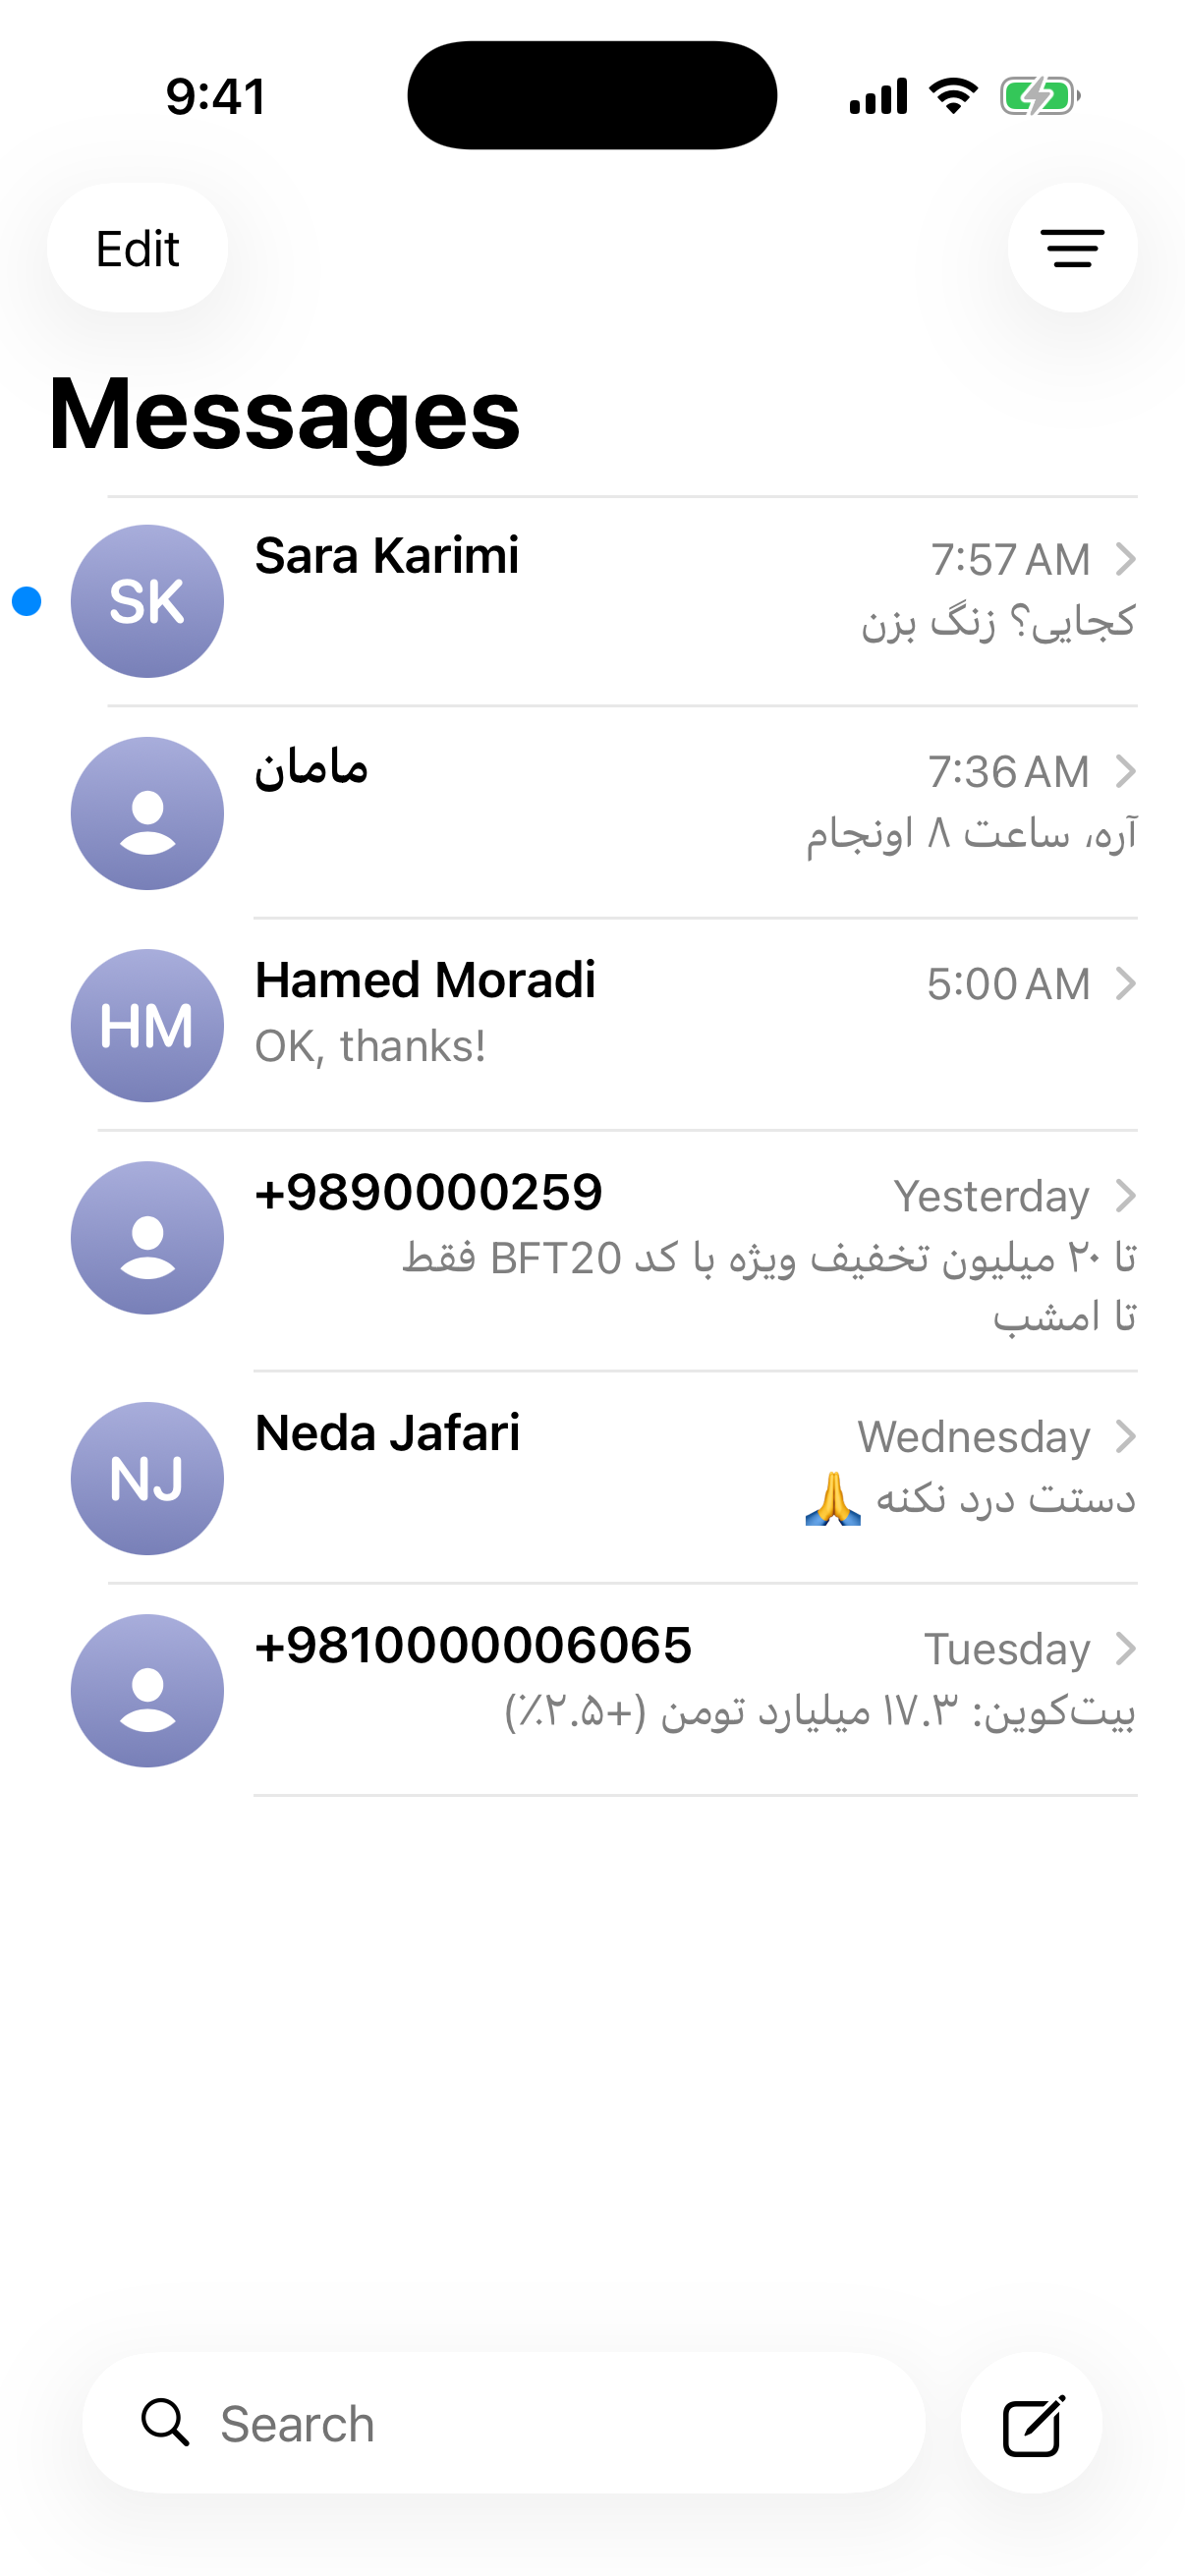 9:41
Edit
Messages
SK
Sara Karimi
7:57 AM
کجایی؟ زنگ بزن
مامان
7:36 AM
آره، ساعت ۸ اونجام
HM
Hamed Moradi
5:00 AM
OK, thanks!
+9890000259
Yesterday
تا ۲۰ میلیون تخفیف ویژه با کد BFT20 فقط
تا امشب
NJ
Neda Jafari
Wednesday
دستت درد نکنه 🙏
+9810000006065
Tuesday
بیت‌کوین: ۱۷.۳ میلیارد تومن (+۲.۵٪)
Search